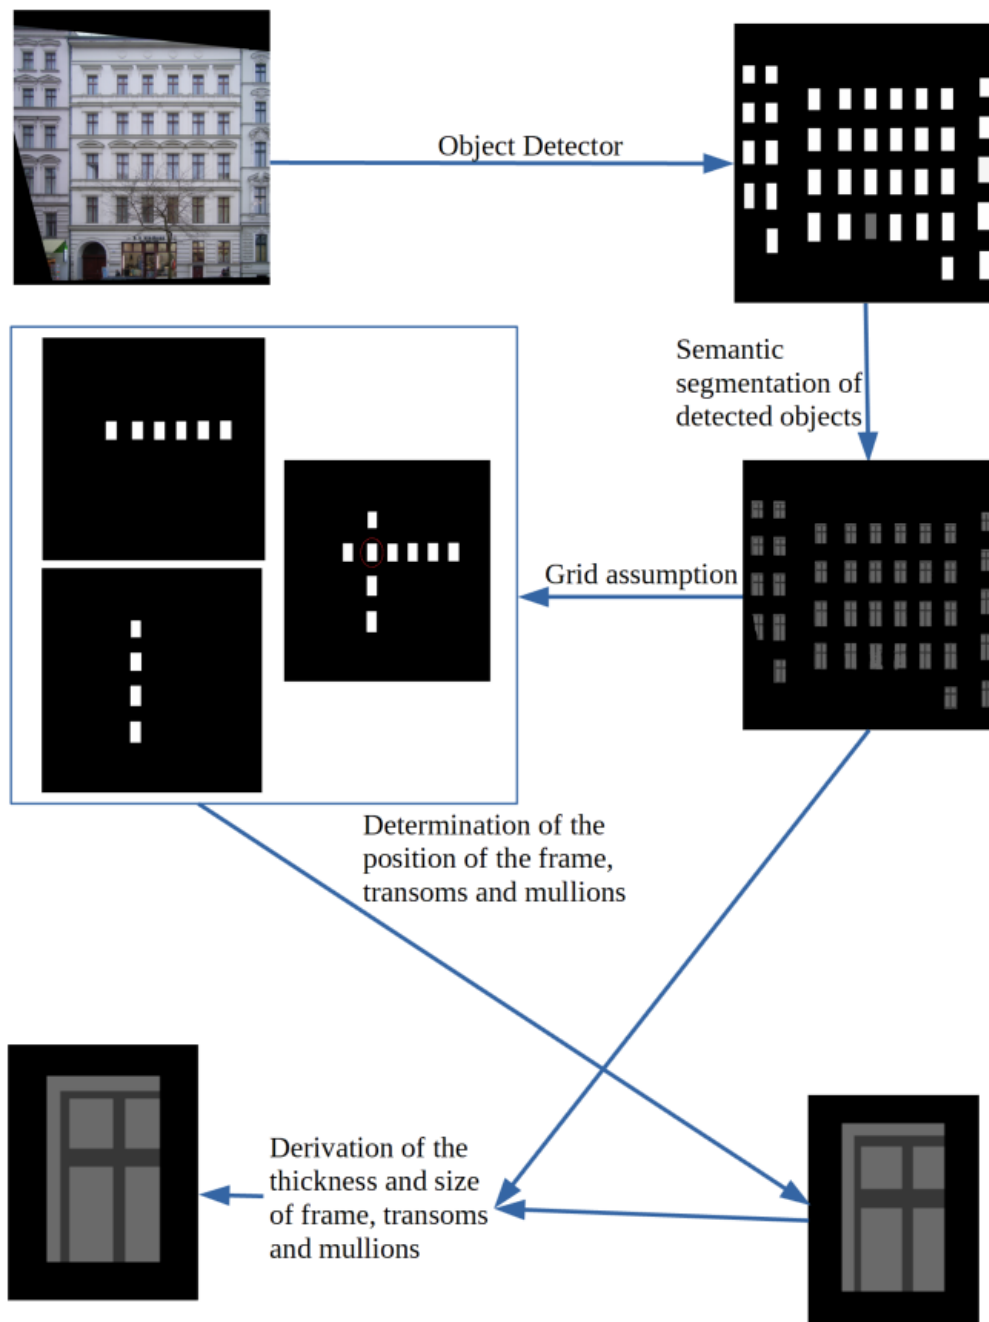 Object Detector
Semantic
segmentation of
detected objects
Grid assumption
Determination of the
position of the frame,
transoms and mullions
Derivation of the
thickness and size
of frame, transoms
and mullions